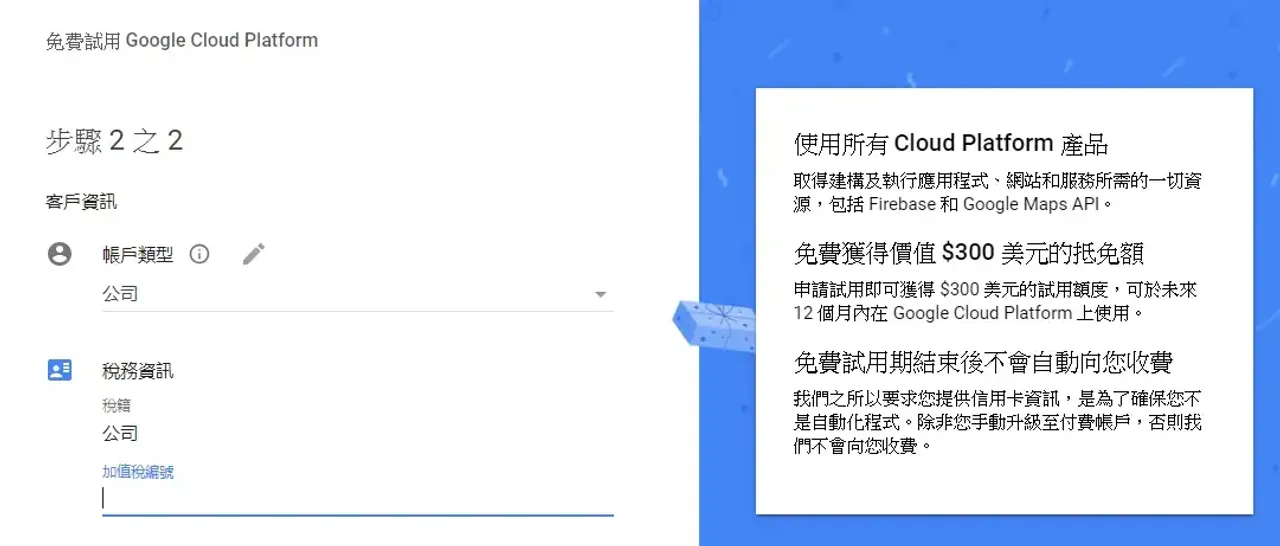 免費試用 Google Cloud Platform
步驟 2 之 2
客戶資訊
帳戶類型
公司
稅務資訊
稅籍
公司
加值稅編號
使用所有 Cloud Platform 產品
取得建構及執行應用程式、網站和服務所需的一切資
源，包括 Firebase 和 Google Maps API。
免費獲得價值 $300 美元的抵免額
申請試用即可獲得 $300 美元的試用額度，可於未來
12 個月內在 Google Cloud Platform 上使用。
免費試用期結束後不會自動向您收費
我們之所以要求您提供信用卡資訊，是為了確保您不
是自動化程式。除非您手動升級至付費帳戶，否則我
們不會向您收費。